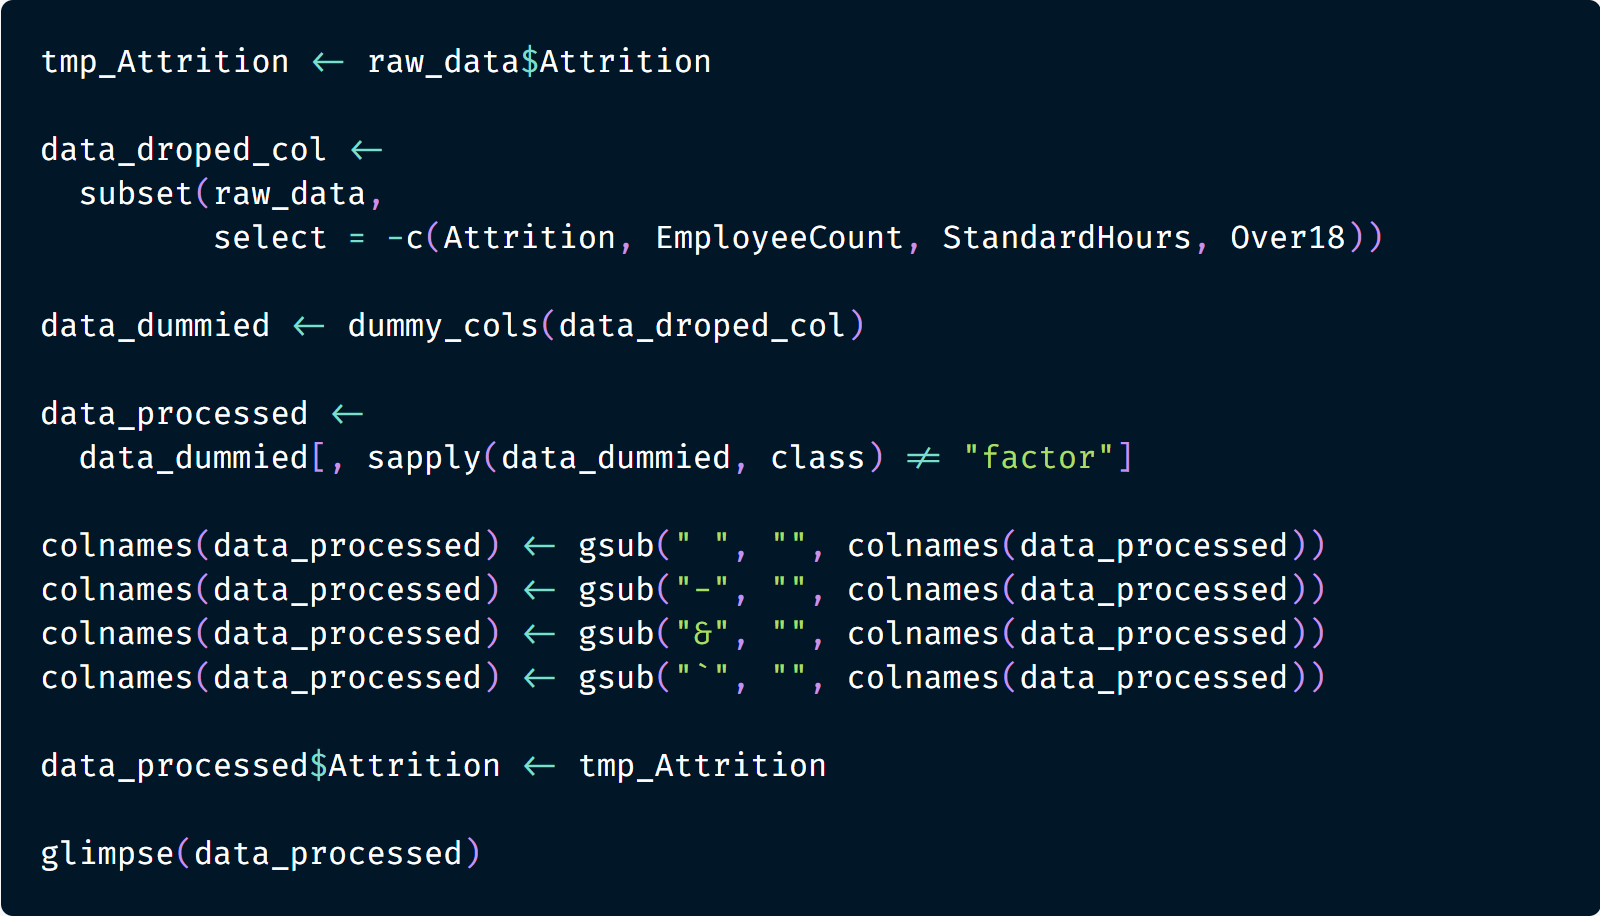 tmp_Attrition <- raw_data$Attrition
data_droped_col <-
subset(raw_data,
select = -c(Attrition, EmployeeCount, StandardHours, Over18))
data_dummied <- dummy_cols(data_droped_col)
data_processed <-
data_dummied[, sapply(data_dummied, class) != "factor"]
colnames(data_processed) <- gsub(" ", "", colnames(data_processed))
colnames(data_processed) <- gsub("-", "", colnames(data_processed))
colnames(data_processed) <- gsub("&", "", colnames(data_processed))
colnames(data_processed) <- gsub("`", "", colnames(data_processed))
data_processed$Attrition <- tmp_Attrition
glimpse(data_processed)